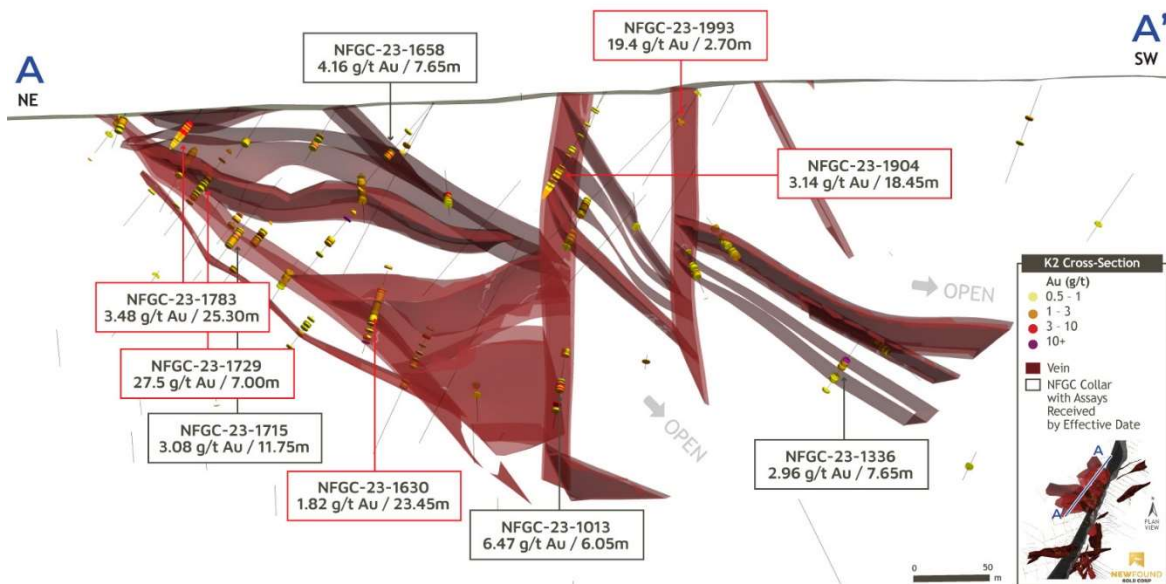 A
NE
NFGC-23-1658
4.16 g/t Au / 7.65m
NFGC-23-1993
19.4 g/t Au / 2.70m
A'
SW
NFGC-23-1904
3.14 g/t Au / 18.45m
NFGC-23-1783
3.48 g/t Au / 25.30m
NFGC-23-1729
27.5 g/t Au / 7.00m
NFGC-23-1715
3.08 g/t Au / 11.75m
NFGC-23-1630
1.82 g/t Au / 23.45m
NFGC-23-1013
6.47 g/t Au / 6.05m
OPEN
OPEN
NFGC-23-1336
2.96 g/t Au / 7.65m
K2 Cross-Section
Au (g/t)
0.5 - 1
1 - 3
3 - 10
10+
Vein
NFGC Collar
with Assays
Received
by Effective Date
A'
A
PLAN
VIEW
NEWFOUND
GOLD CORP
0 50
m